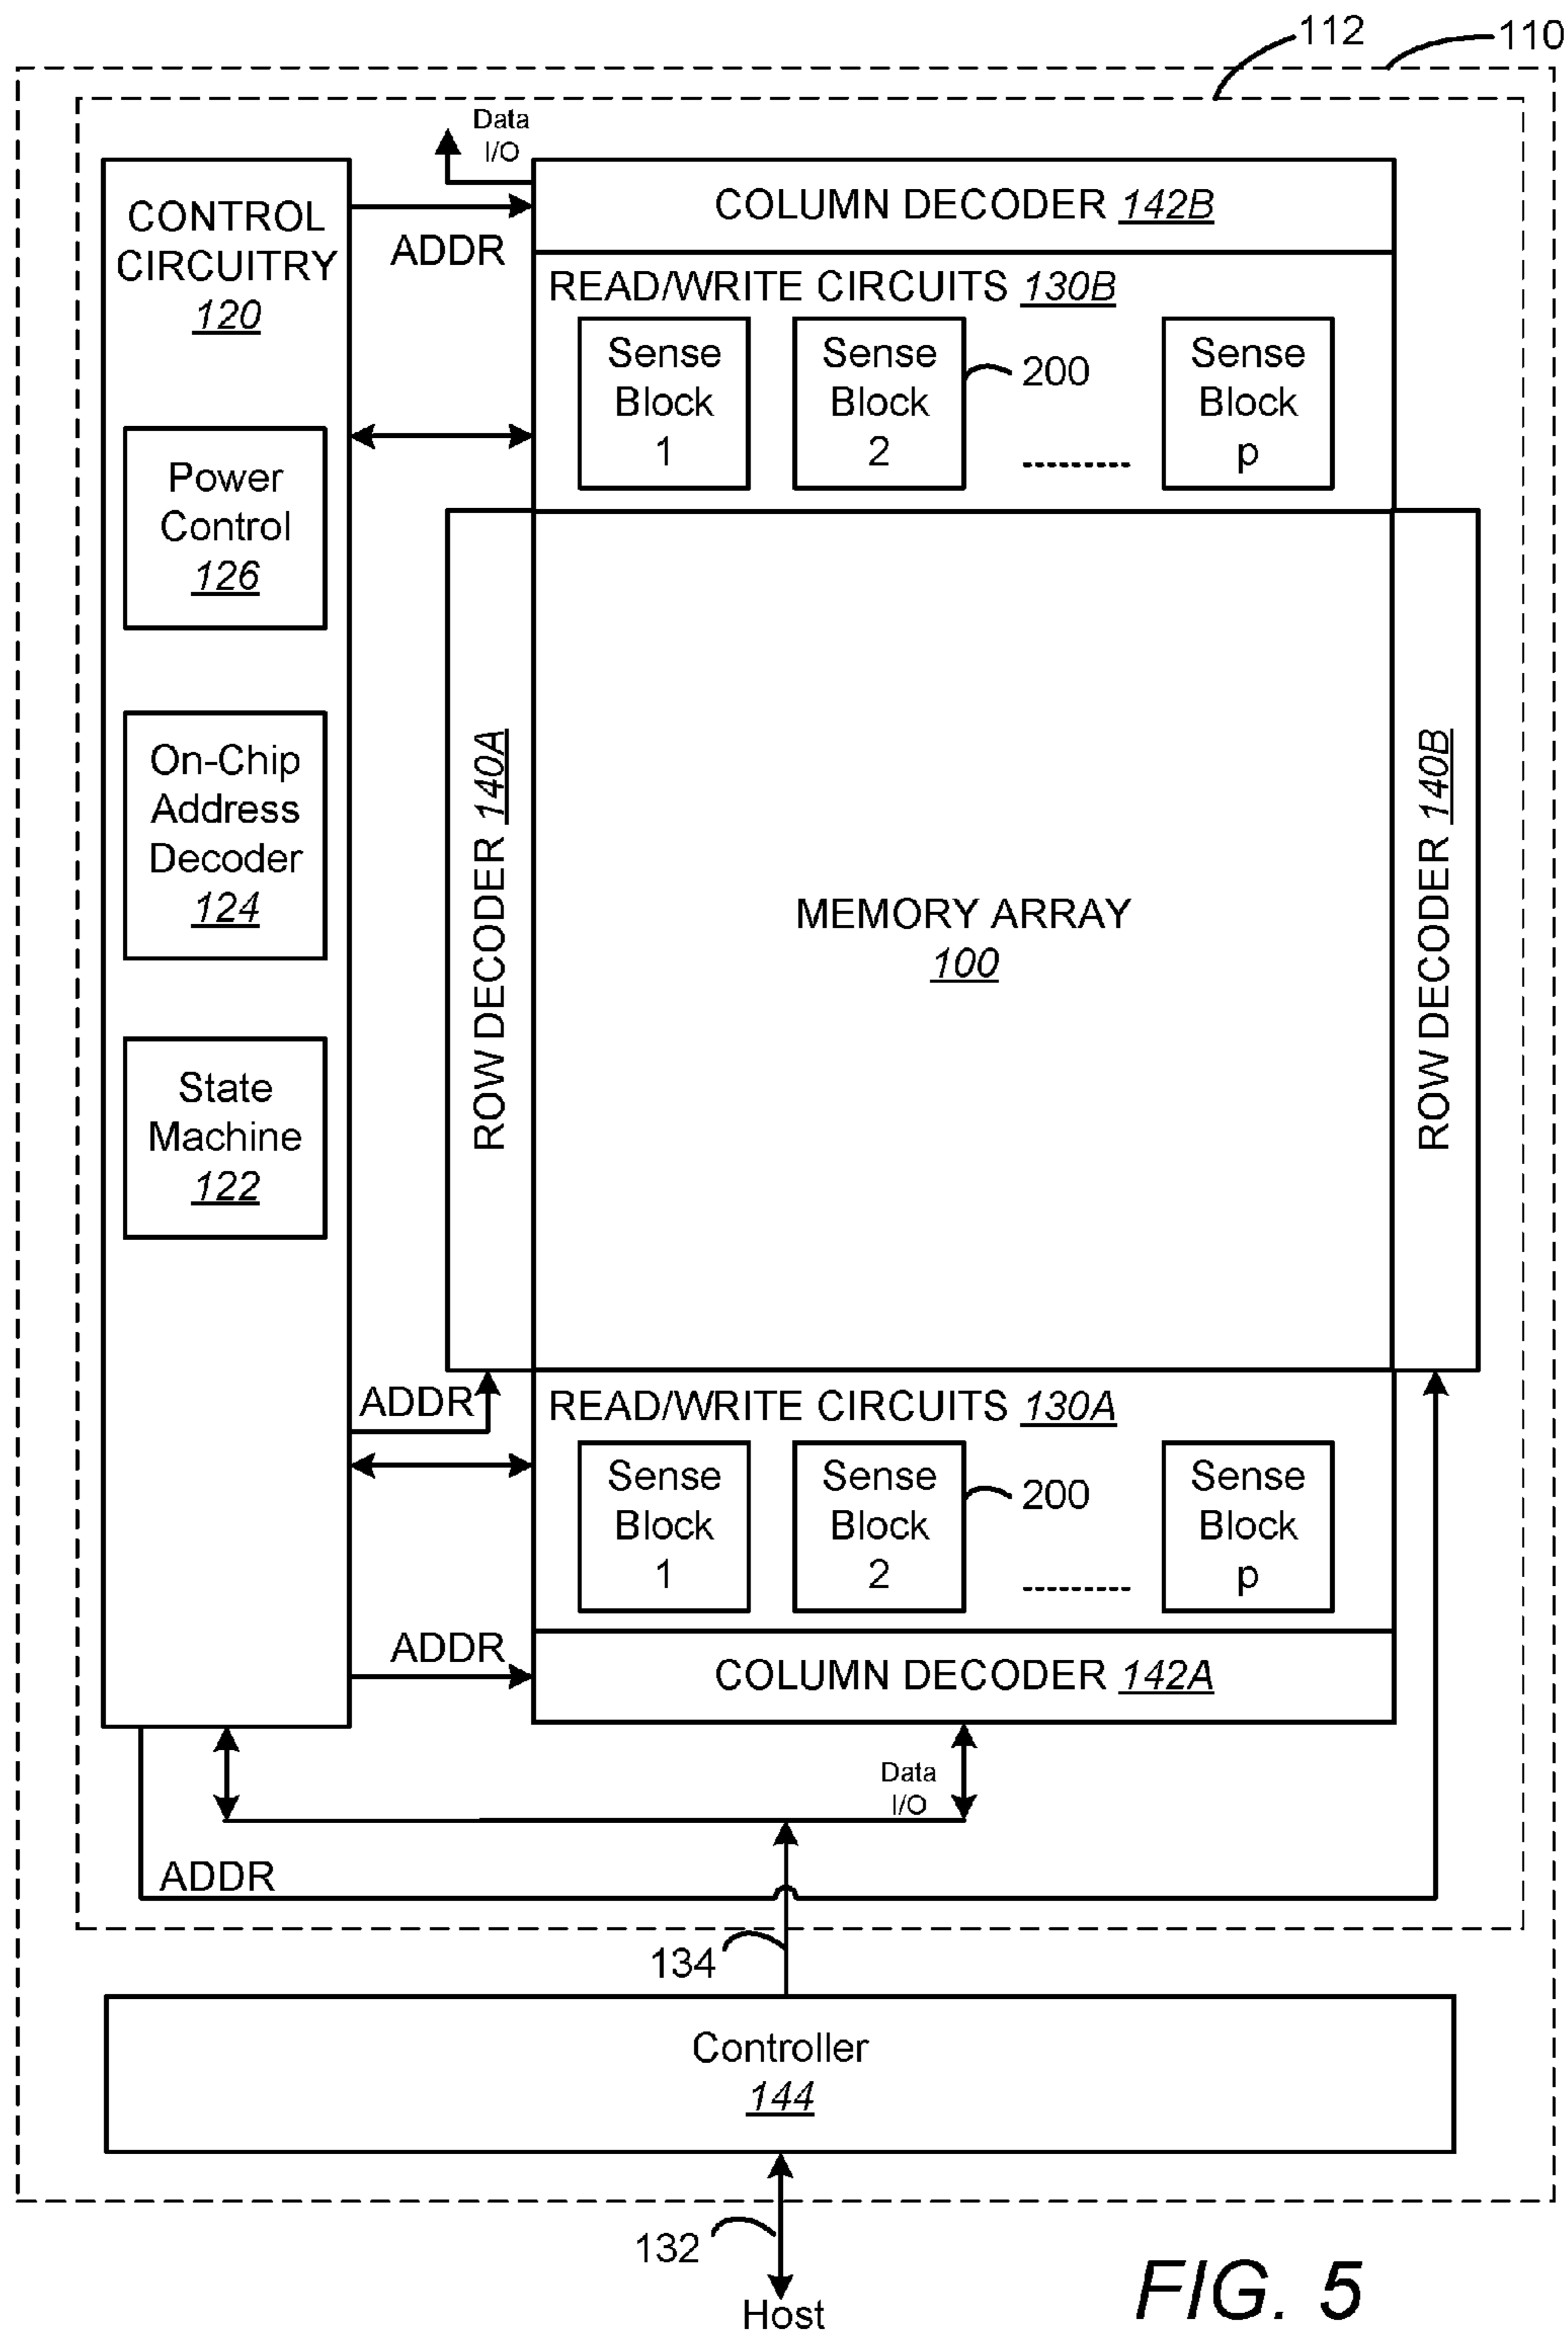 112
110
Data
I/O
CONTROL
CIRCUITRY
120
ADDR
COLUMN DECODER 142B
READ/WRITE CIRCUITS 130B
Sense
Block
1
Sense
Block
2
200
Sense
Block
p
Power
Control
126
On-Chip
Address
Decoder
124
State
Machine
122
ROW DECODER 140A
MEMORY ARRAY
100
ROW DECODER 140B
ADDR
READ/WRITE CIRCUITS 130A
Sense
Block
1
Sense
Block
2
200
Sense
Block
p
ADDR
COLUMN DECODER 142A
Data
I/O
ADDR
134
Controller
144
132
Host
FIG. 5